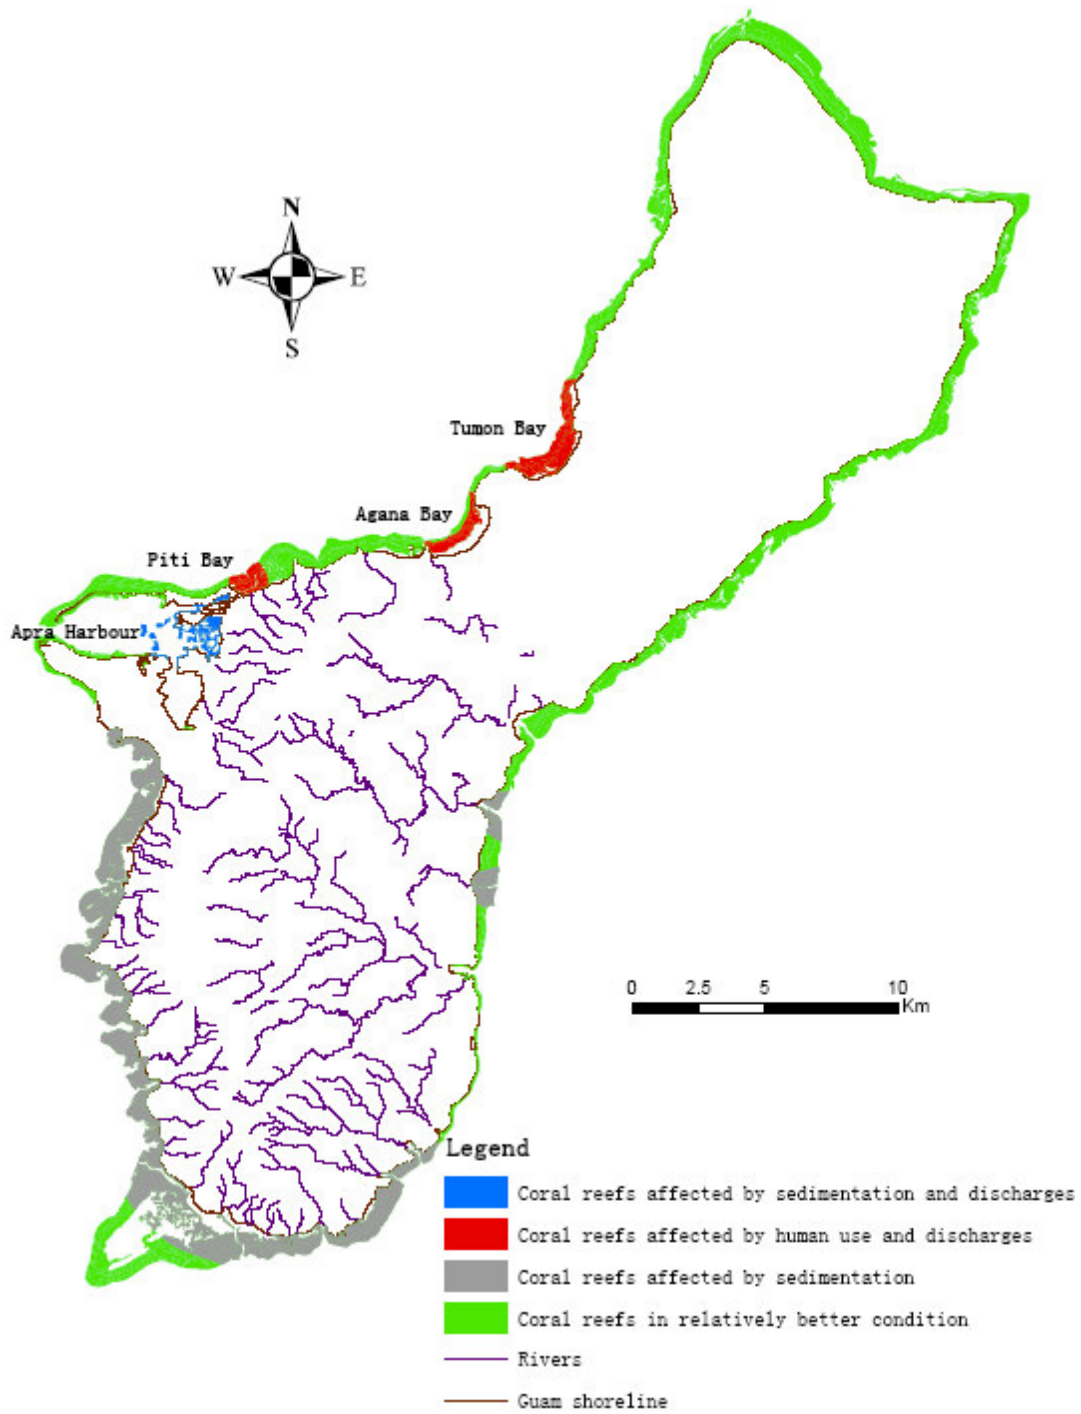 N
W
E
S
Tumon Bay
Agana Bay
Piti Bay
Apra Harbour
0 2.5 5 10
Km
Legend
Coral reefs affected by sedimentation and discharges
Coral reefs affected by human use and discharges
Coral reefs affected by sedimentation
Coral reefs in relatively better condition
Rivers
Guam shoreline